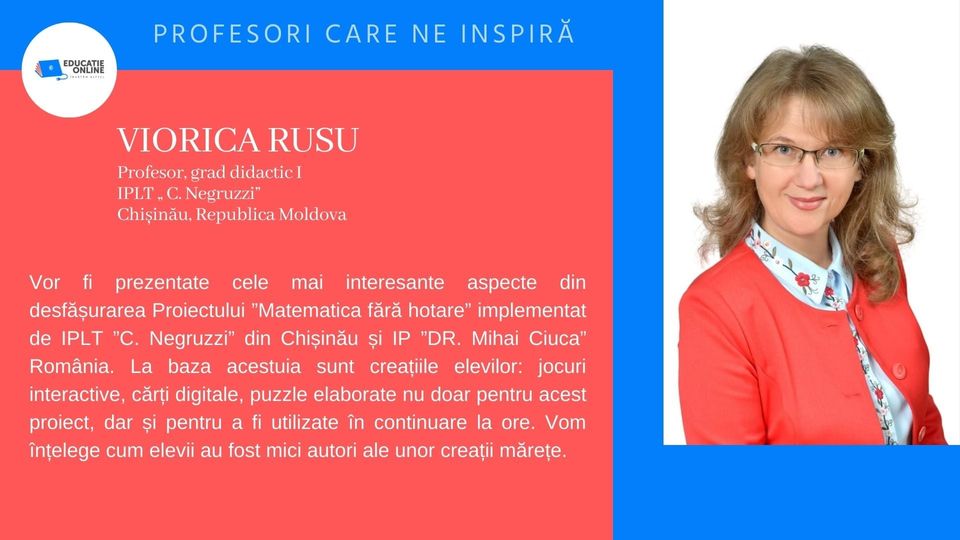 PROFESORI CARE NE INSPIRĂ
EDUCATIE
ONLINE
VIORICA RUSU
Profesor, grad didactic I
IPLT „ C. Negruzzi”
Chișinău, Republica Moldova
Vor fi prezentate cele mai interesante aspecte din
desfășurarea Proiectului ”Matematica fără hotare” implementat
de IPLT ”C. Negruzzi” din Chișinău și IP ”DR. Mihai Ciuca”
România. La baza acestuia sunt creațiile elevilor: jocuri
interactive, cărți digitale, puzzle elaborate nu doar pentru acest
proiect, dar și pentru a fi utilizate în continuare la ore. Vom
înțelege cum elevii au fost mici autori ale unor creații mărețe.